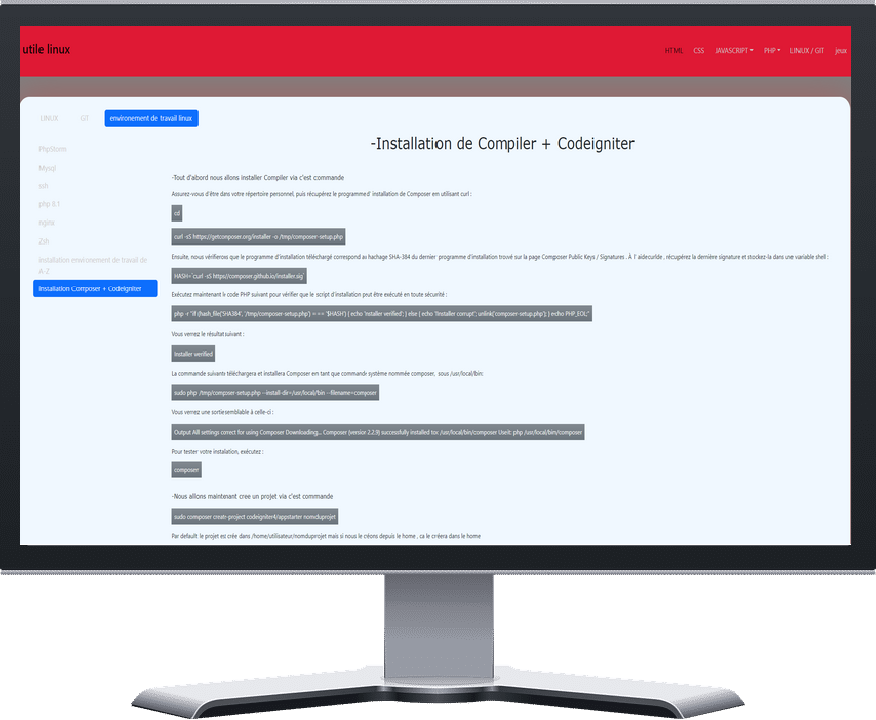 utile linux
HTML CSS JAVASCRIPT PHP LINUX / GIT jeux
LINUX GIT environement de travail linux
-Installation de Compiler + Codeigniter
PhpStorm
Mysql
ssh
php 8.1
nginx
Zsh
installation environement de travail de
A-Z
Installation Composer + CodeIgniter
-Tout d'abord nous allons installer Compiler via c'est commande
Assurez-vous d'être dans votre répertoire personnel, puis récupérez le programme d'installation de Composer en utilisant curl :
cd
curl -sS https://getcomposer.org/installer -o /tmp/composer-setup.php
Ensuite, nous vérifierons que le programme d'installation téléchargé correspond au hachage SHA-384 du dernier programme d'installation trouvé sur la page Composer Public Keys / Signatures . À l' aide curl de , récupérez la dernière signature et stockez-la dans une variable shell :
HASH=`curl -sS https://composer.github.io/installer.sig`
Exécutez maintenant le code PHP suivant pour vérifier que le script d'installation peut être exécuté en toute sécurité :
php -r "if (hash_file('SHA384', '/tmp/composer-setup.php') === '$HASH') { echo 'Installer verified'; } else { echo 'Installer corrupt'; unlink('composer-setup.php'); } echo PHP_EOL;"
Vous verrez le résultat suivant :
Installer verified
La commande suivante téléchargera et installera Composer en tant que commande système nommée composer, sous /usr/local/bin:
sudo php /tmp/composer-setup.php --install-dir=/usr/local/bin --filename=composer
Vous verrez une sortie semblable à celle-ci :
Output All settings correct for using Composer Downloading... Composer (version 2.2.9) successfully installed to: /usr/local/bin/composer Use it: php /usr/local/bin/composer
Pour tester votre instalation, exécutez :
composer
-Nous allions maintenant cree un projet via c'est commande
sudo composer create-project codeigniter4/appstarter nomduprojet
Par default le projet es crée dans /home/utilisateur/nomduprojet mais si nous le créons depuis le home , ca le créera dans le home